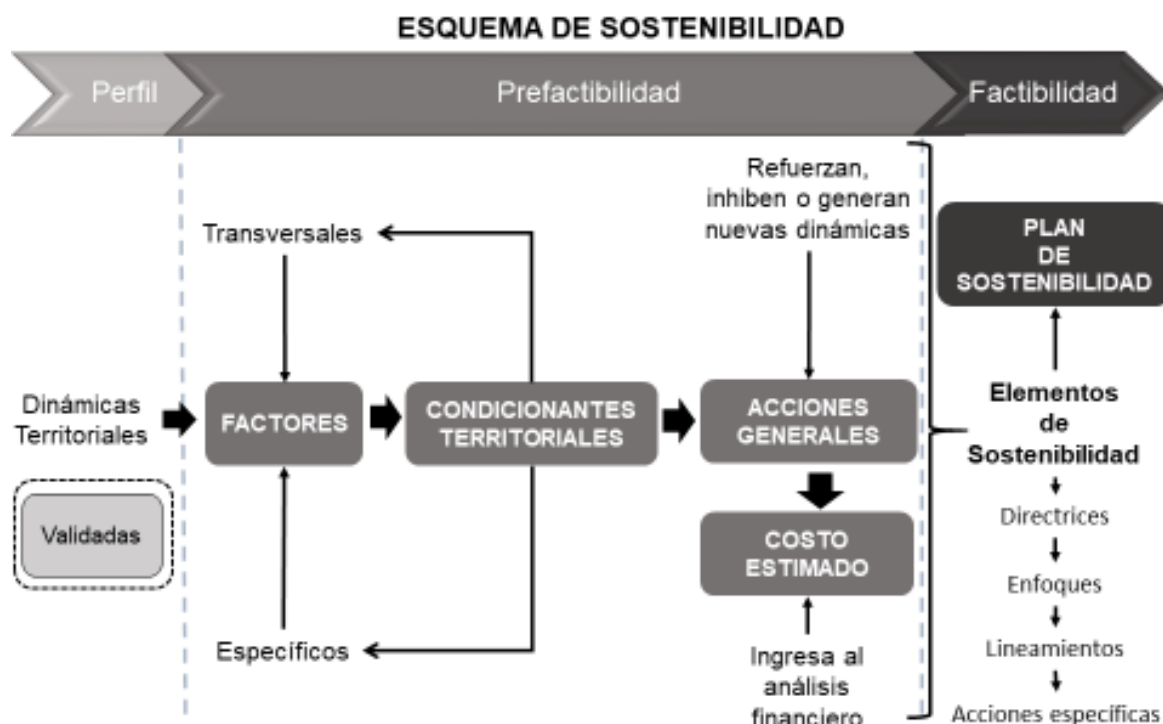 ESQUEMA DE SOSTENIBILIDAD
Perfil
Prefactibilidad
Factibilidad
Dinámicas
Territoriales
Validadas
Transversales
FACTORES
Específicos
CONDICIONANTES
TERRITORIALES
Refuerzan,
inhiben o generan
nuevas dinámicas
ACCIONES
GENERALES
COSTO
ESTIMADO
Ingresa al
análisis
financiero
PLAN
DE
SOSTENIBILIDAD
Elementos
de
Sostenibilidad
Directrices
Enfoques
Lineamientos
Acciones específicas